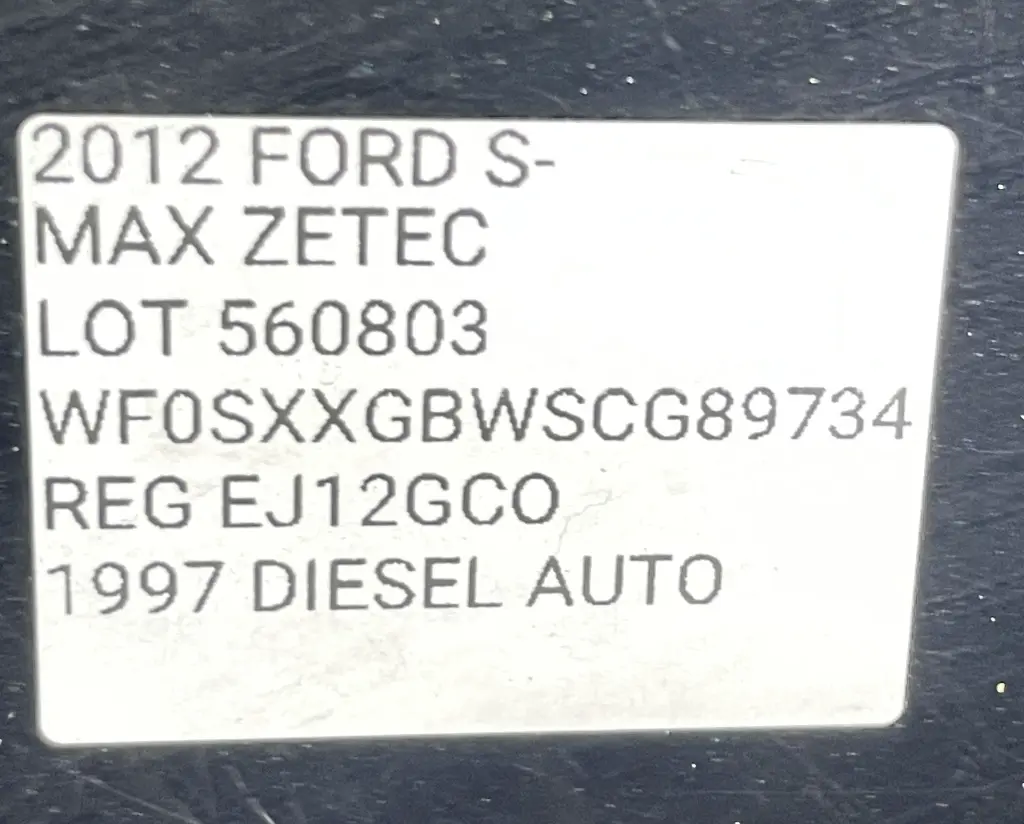 2012 FORD S-
MAX ZETEC
LOT 560803
WF0SXXGBWSCG89734
REG EJ12GCO
1997 DIESEL AUTO